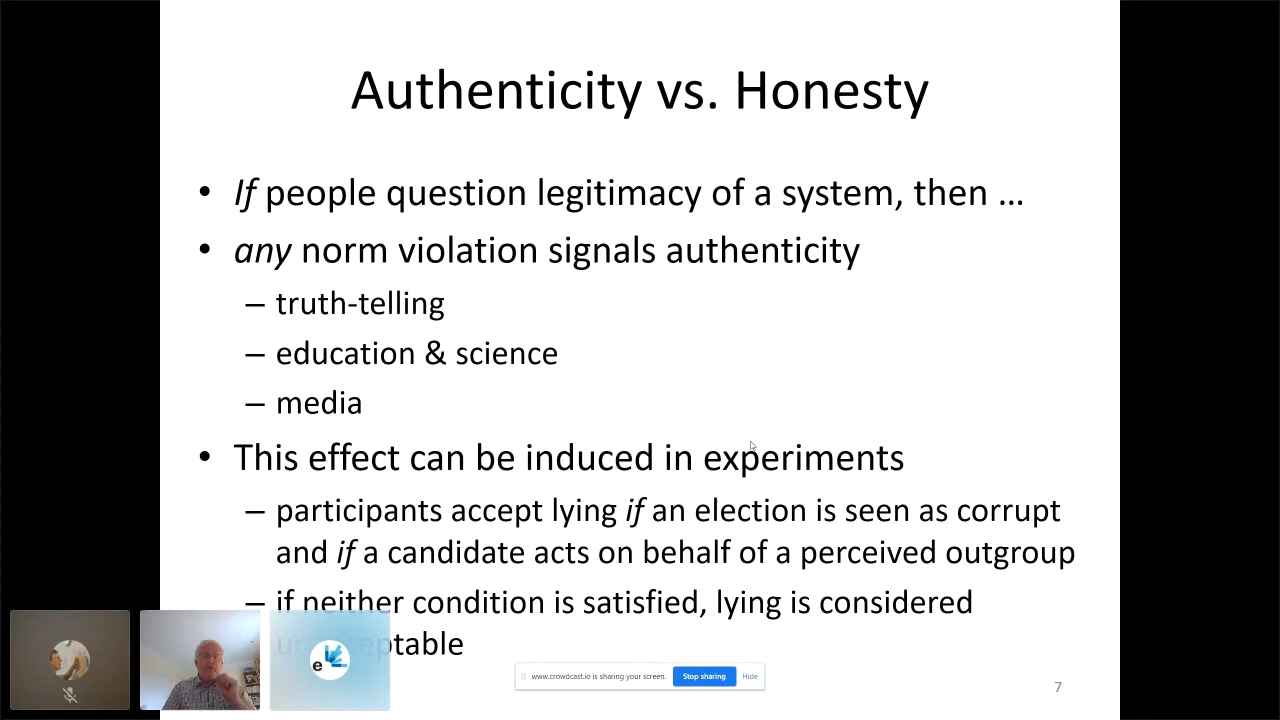 Authenticity vs. Honesty
• If people question legitimacy of a system, then ...
• any norm violation signals authenticity
– truth-telling
– education & science
– media
• This effect can be induced in experiments
– participants accept lying if an election is seen as corrupt
and if a candidate acts on behalf of a perceived outgroup
– if neither condition is satisfied, lying is considered
unacceptable
www.crowdcast.io is sharing your screen. Stop sharing Hide
7
e